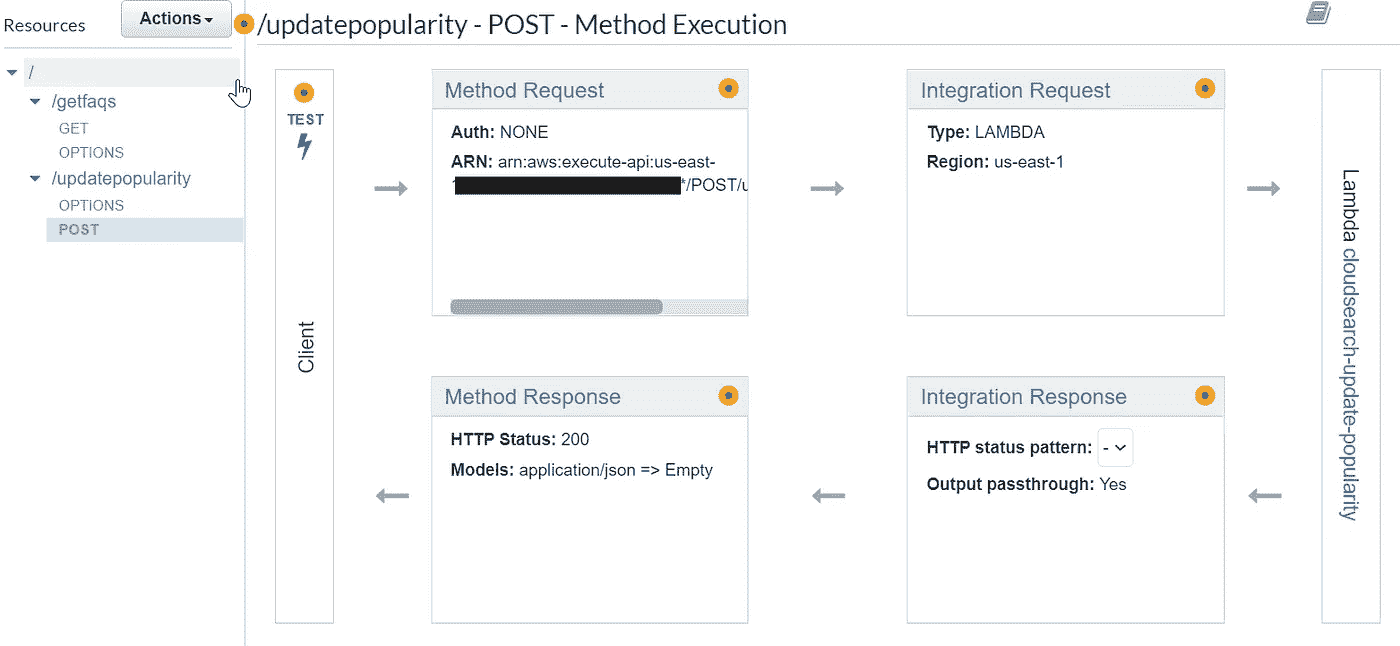 Resources
Actions
/updatepopularity - POST - Method Execution
/
/getfaqs
GET
OPTIONS
/updatepopularity
OPTIONS
POST
TEST
Client
Method Request
Auth: NONE
ARN: arn:aws:execute-api:us-east-
*/POST/u
Integration Request
Type: LAMBDA
Region: us-east-1
Lambda cloudsearch-update-popularity
Method Response
HTTP Status: 200
Models: application/json => Empty
Integration Response
HTTP status pattern: -
Output passthrough: Yes